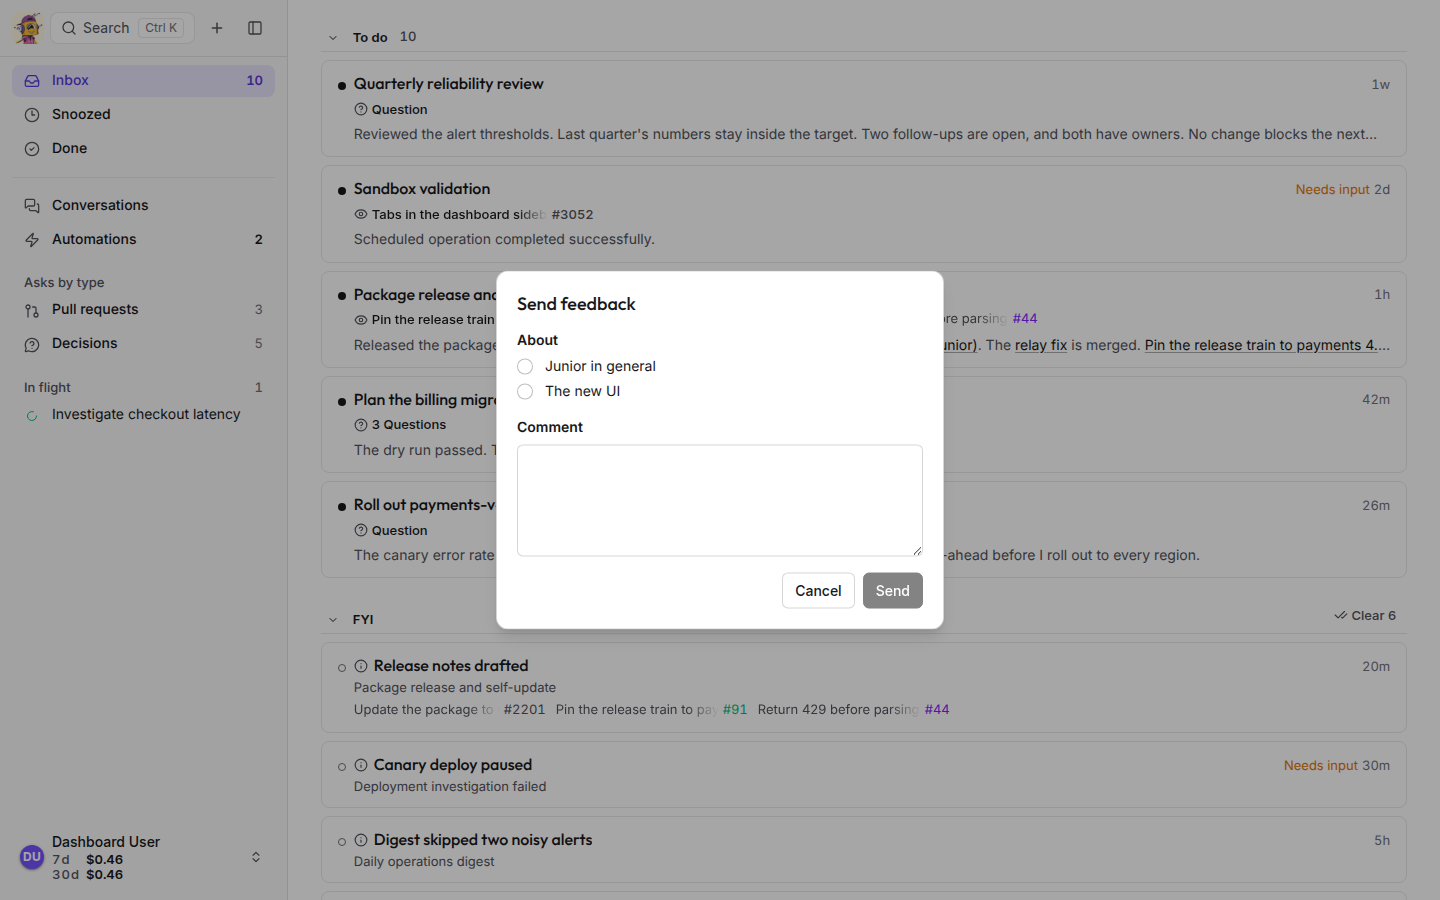 Search Ctrl K
Inbox 10
Snoozed
Done
Conversations
Automations 2
Asks by type
Pull requests 3
Decisions 5
In flight 1
Investigate checkout latency
DU Dashboard User
7d $0.46
30d $0.46
To do 10
Quarterly reliability review 1w
Question
Reviewed the alert thresholds. Last quarter's numbers stay inside the target. Two follow-ups are open, and both have owners. No change blocks the next...
Sandbox validation Needs input 2d
Tabs in the dashboard sideb #3052
Scheduled operation completed successfully.
Package release and 1h
Pin the release train re parsing #44
Released the package unior). The relay fix is merged. Pin the release train to payments 4....
Plan the billing migr 42m
3 Questions
The dry run passed.
Roll out payments-v 26m
Question
The canary error rate -ahead before I roll out to every region.
Send feedback
About
Junior in general
The new UI
Comment
Cancel Send
FYI Clear 6
Release notes drafted 20m
Package release and self-update
Update the package to #2201 Pin the release train to pay #91 Return 429 before parsing #44
Canary deploy paused Needs input 30m
Deployment investigation failed
Digest skipped two noisy alerts 5h
Daily operations digest